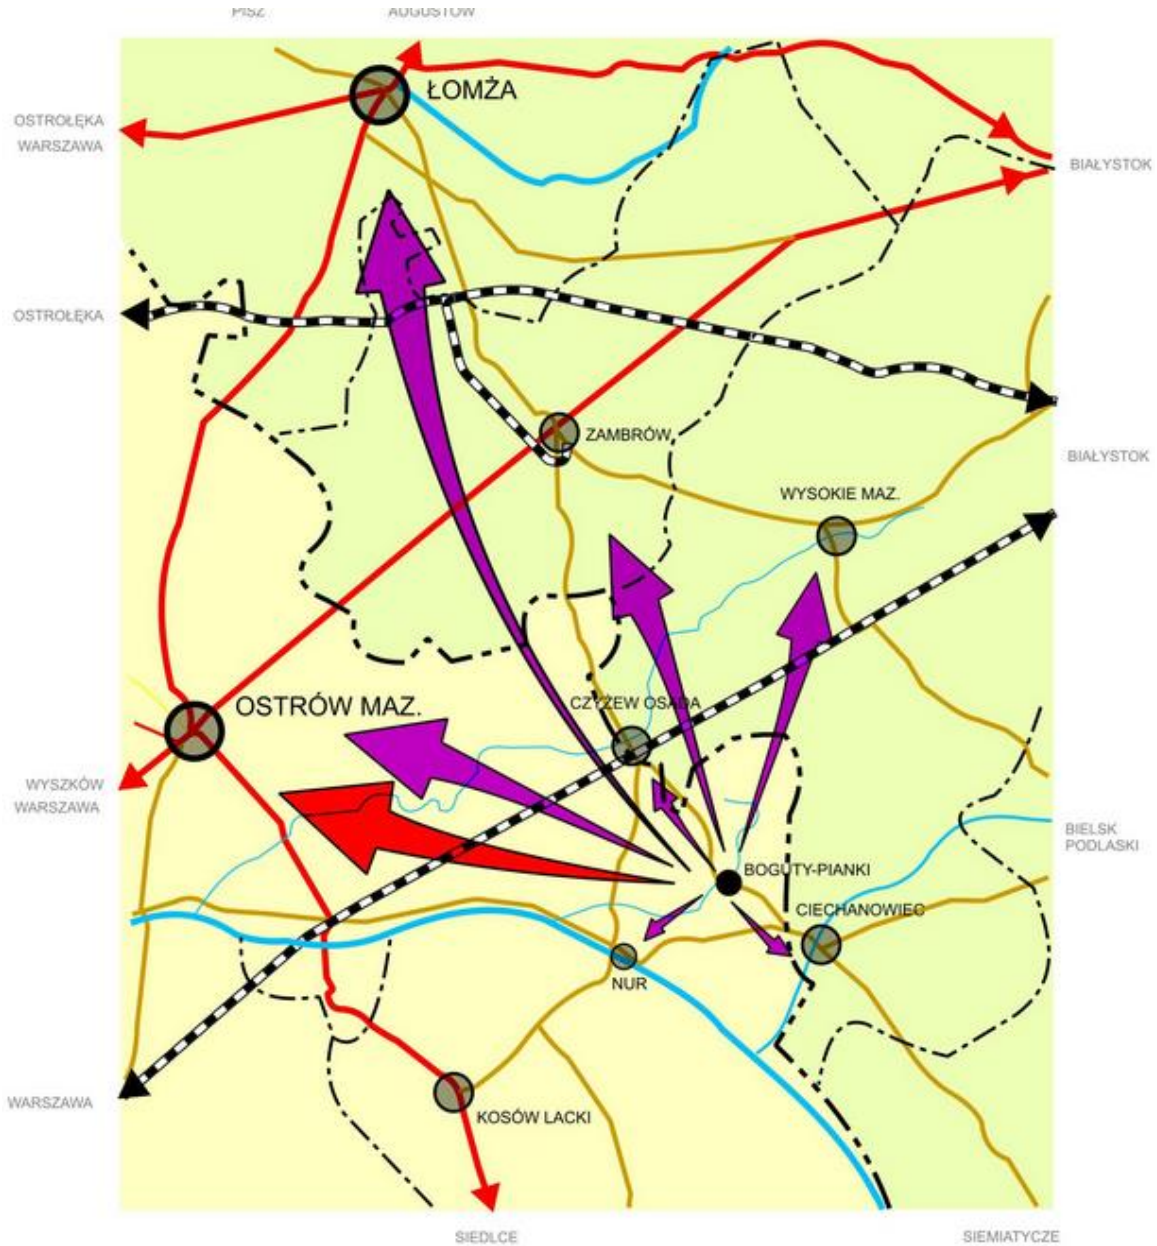 PISZ
AUGUSTÓW
ŁOMŻA
OSTROŁĘKA
WARSZAWA
BIAŁYSTOK
OSTROŁĘKA
ZAMBRÓW
BIAŁYSTOK
WYSOKIE MAZ.
CZYŻEW OSADA
OSTRÓW MAZ.
WYSZKÓW
WARSZAWA
BIELSK
PODLASKI
BOGUTY-PIANKI
CIECHANOWIEC
NUR
WARSZAWA
KOSÓW LACKI
SIEDLCE
SIEMIATYCZE